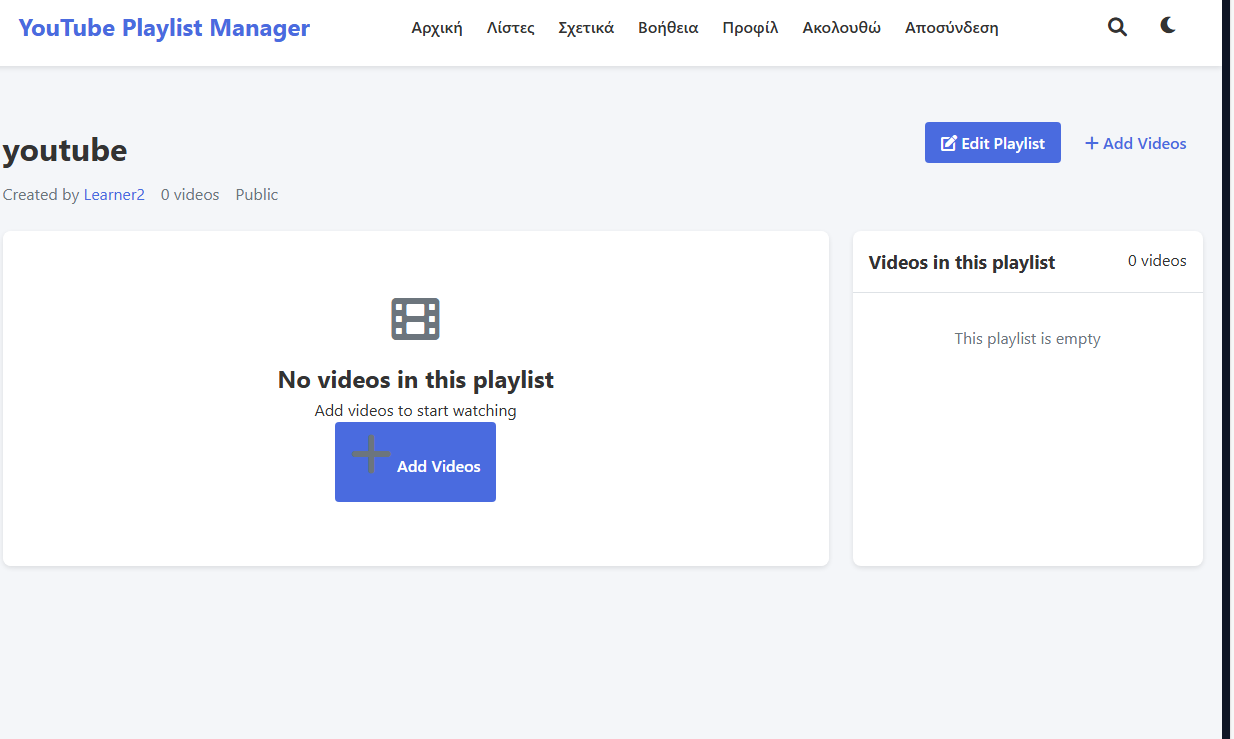 YouTube Playlist Manager Αρχική Λίστες Σχετικά Βοήθεια Προφίλ Ακολουθώ Αποσύνδεση
youtube
Edit Playlist
Add Videos
Created by Learner2 0 videos Public
No videos in this playlist
Add videos to start watching
Add Videos
Videos in this playlist 0 videos
This playlist is empty